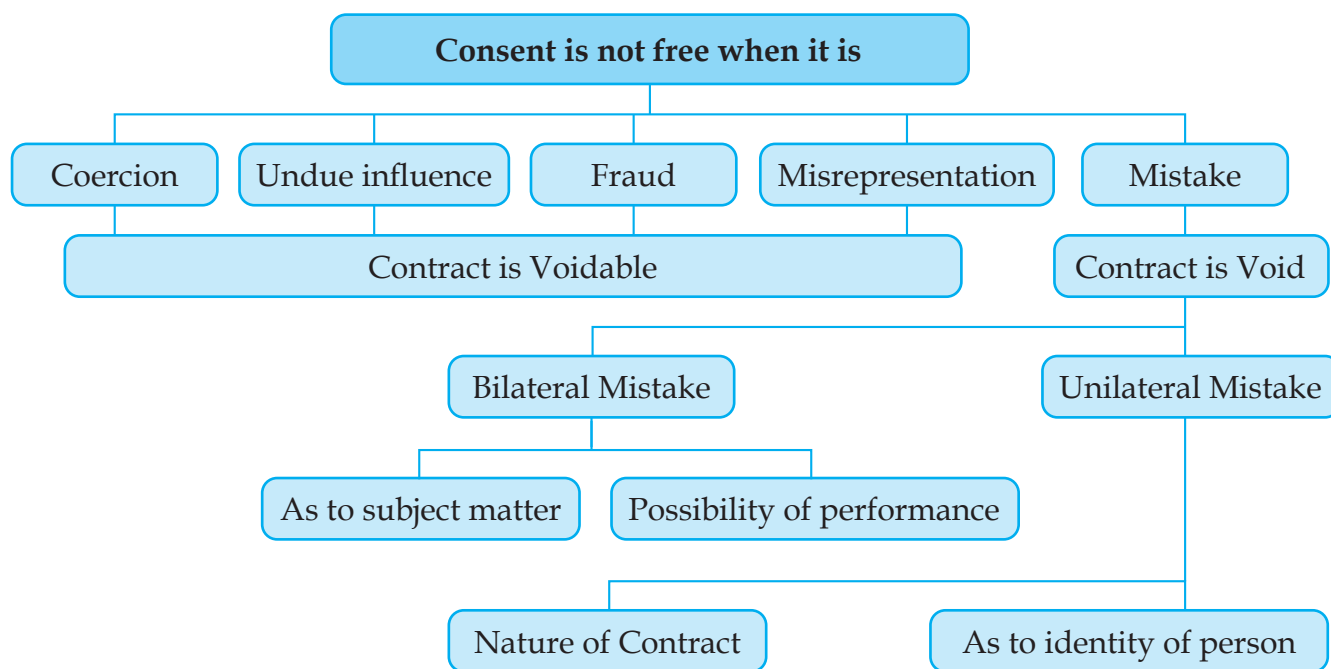 Consent is not free when it is
Coercion
Undue influence
Fraud
Misrepresentation
Mistake
Contract is Voidable
Contract is Void
Bilateral Mistake
Unilateral Mistake
As to subject matter
Possibility of performance
Nature of Contract
As to identity of person